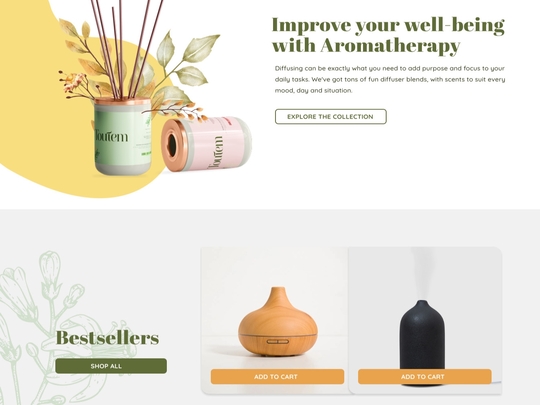 Improve your well-being
with Aromatherapy
Diffusing can be exactly what you need to add purpose and focus to your
daily tasks. We've got tons of fun diffuser blends, with scents to suit every
mood, day and situation.
EXPLORE THE COLLECTION
Bestsellers
SHOP ALL
ADD TO CART
ADD TO CART